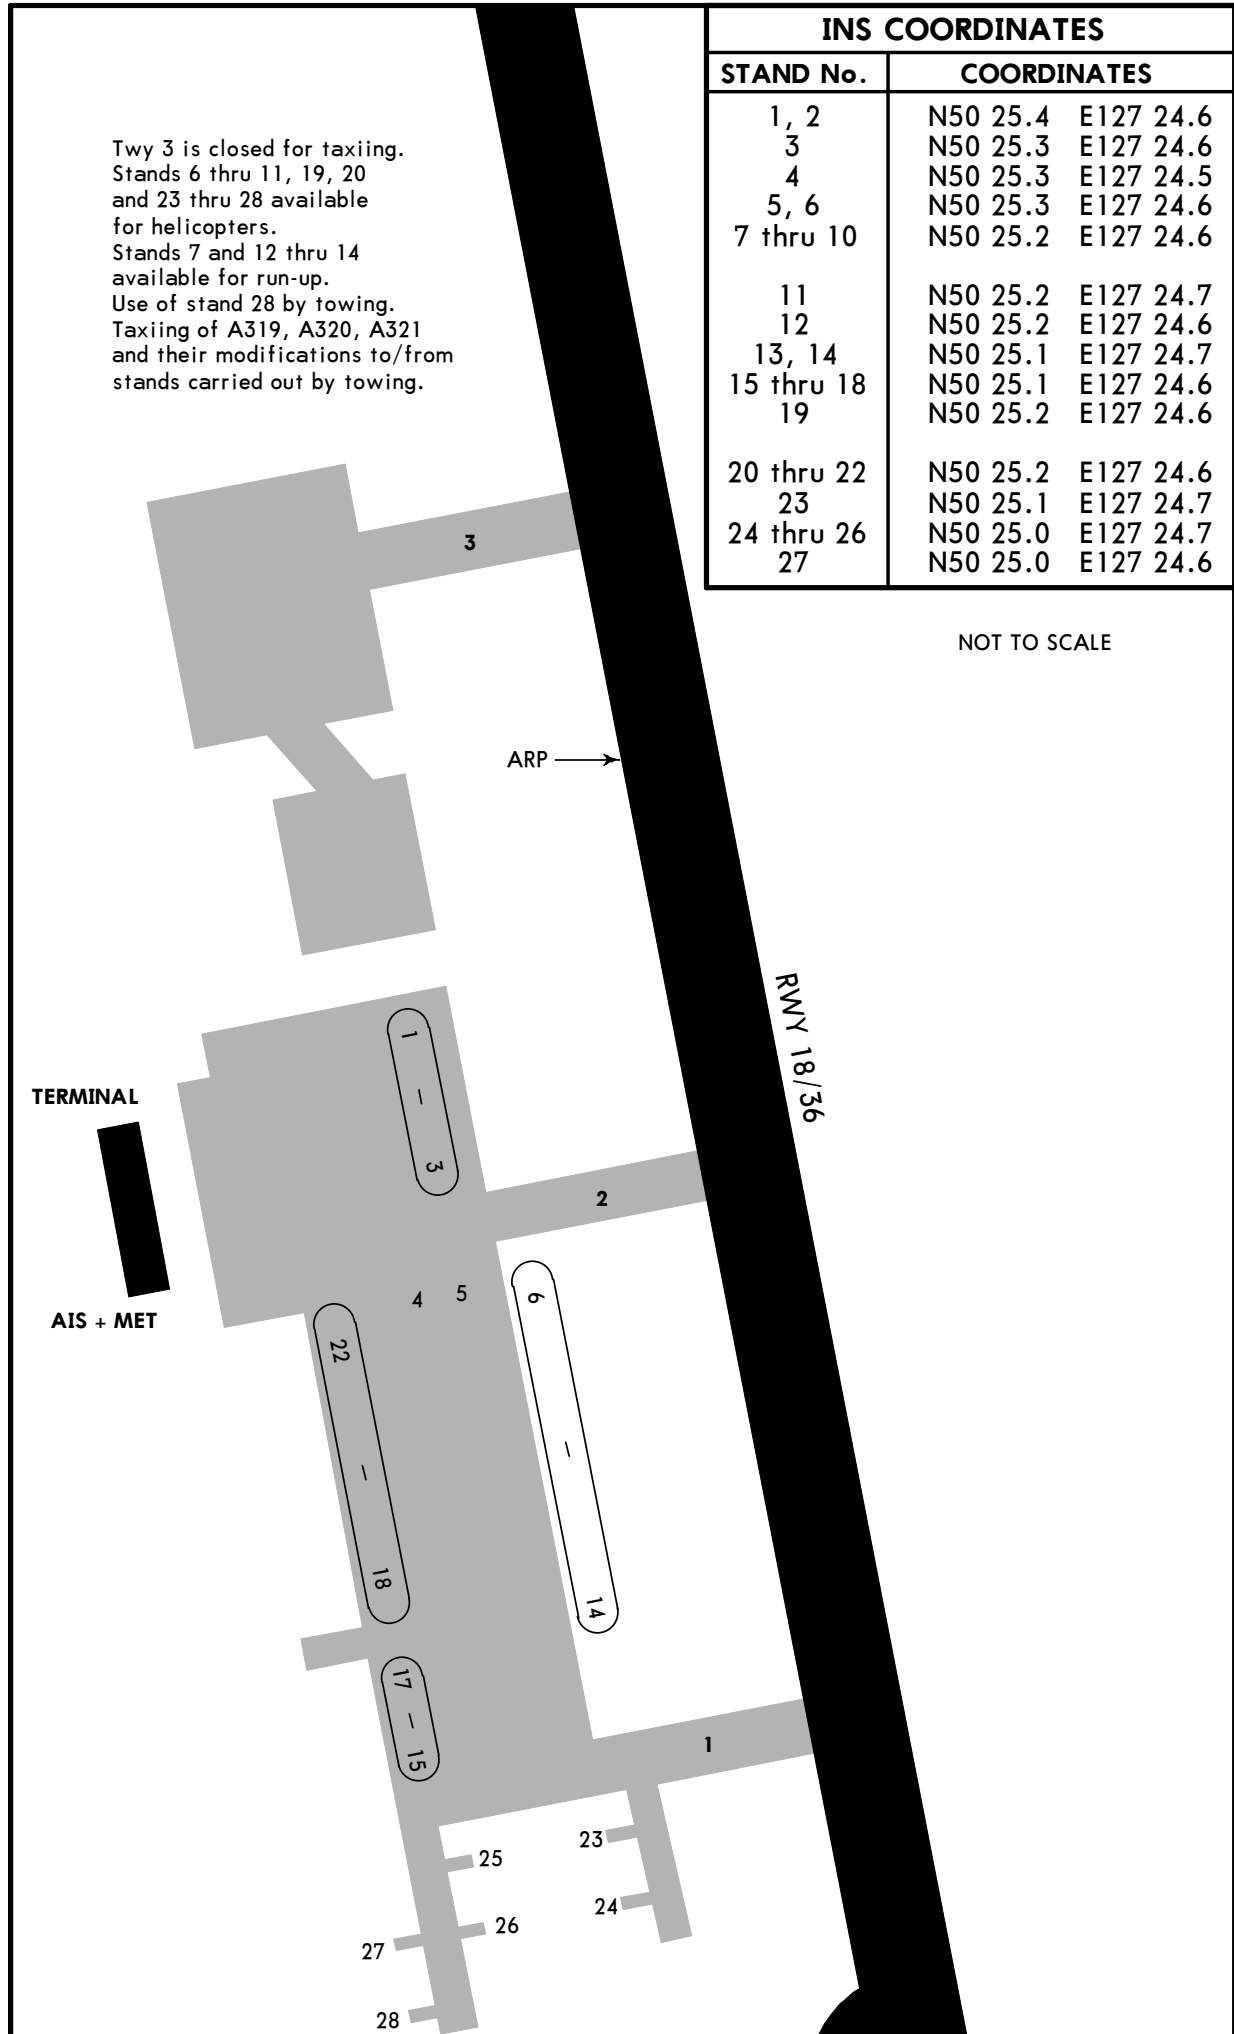 INS COORDINATES
STAND No. COORDINATES
1, 2 N50 25.4 E127 24.6
3 N50 25.3 E127 24.6
4 N50 25.3 E127 24.5
5, 6 N50 25.3 E127 24.6
7 thru 10 N50 25.2 E127 24.6
11 N50 25.2 E127 24.7
12 N50 25.2 E127 24.6
13, 14 N50 25.1 E127 24.7
15 thru 18 N50 25.1 E127 24.6
19 N50 25.2 E127 24.6
20 thru 22 N50 25.2 E127 24.6
23 N50 25.1 E127 24.7
24 thru 26 N50 25.0 E127 24.7
27 N50 25.0 E127 24.6
Twy 3 is closed for taxiing.
Stands 6 thru 11, 19, 20
and 23 thru 28 available
for helicopters.
Stands 7 and 12 thru 14
available for run-up.
Use of stand 28 by towing.
Taxiing of A319, A320, A321
and their modifications to/from
stands carried out by towing.
3
NOT TO SCALE
ARP
RWY 18/36
1 – 3
TERMINAL
2
4 5
6 – 14
AIS + MET
22 – 18
17 – 15
1
23
25
24
26
27
28